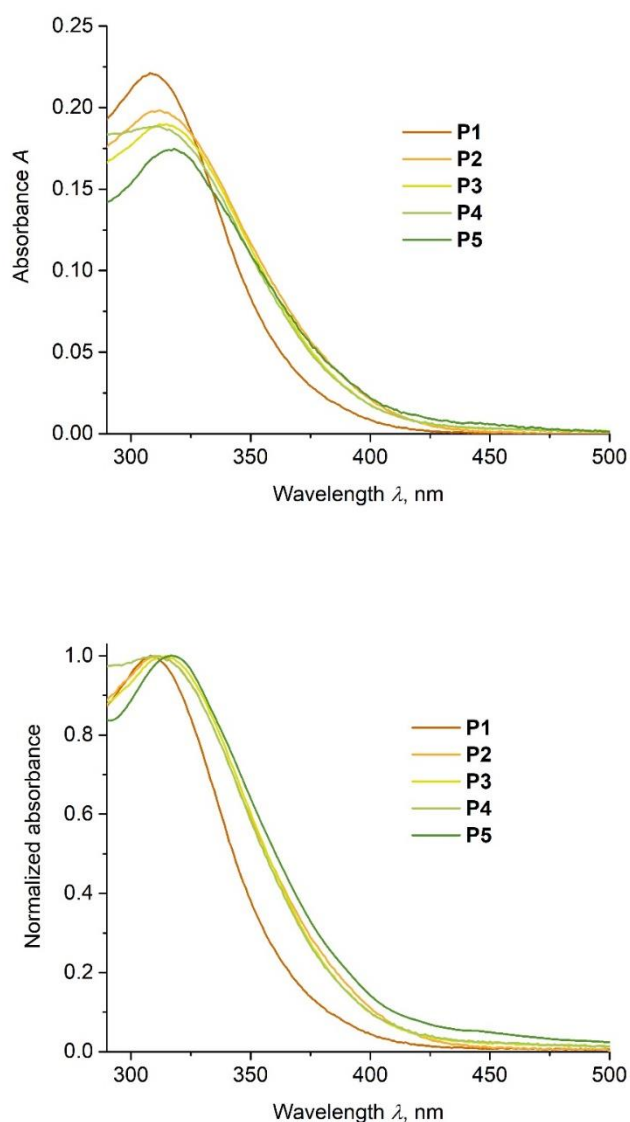 0.25
0.20
0.15
0.10
0.05
0.00
Absorbance A
P1
P2
P3
P4
P5
300 350 400 450 500
Wavelength λ, nm
1.0
0.8
0.6
0.4
0.2
0.0
Normalized absorbance
P1
P2
P3
P4
P5
300 350 400 450 500
Wavelength λ, nm